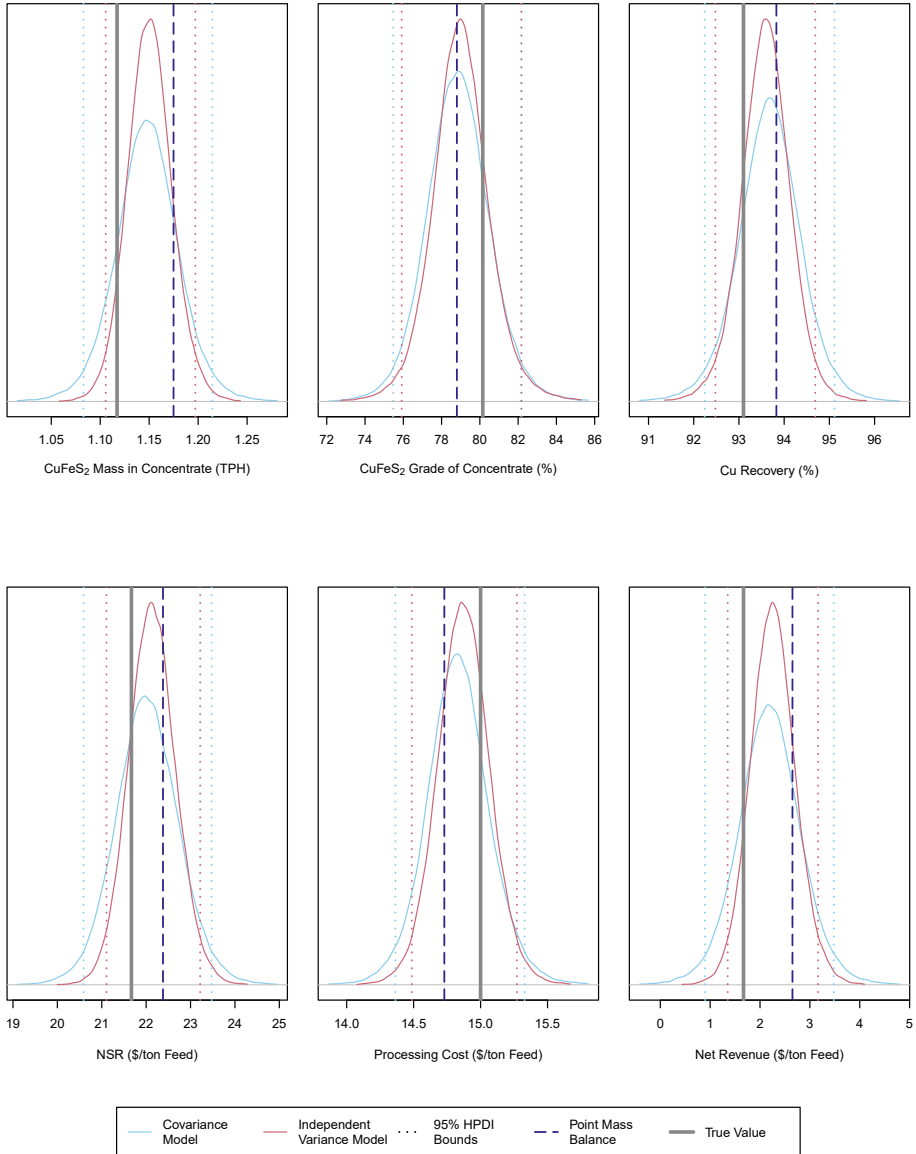 1.05 1.10 1.15 1.20 1.25
CuFeS₂ Mass in Concentrate (TPH)
72 74 76 78 80 82 84 86
CuFeS₂ Grade of Concentrate (%)
91 92 93 94 95 96
Cu Recovery (%)
19 20 21 22 23 24 25
NSR ($/ton Feed)
14.0 14.5 15.0 15.5
Processing Cost ($/ton Feed)
0 1 2 3 4 5
Net Revenue ($/ton Feed)
Covariance
Model
Independent
Variance Model
95% HPDI
Bounds
Point Mass
Balance
True Value